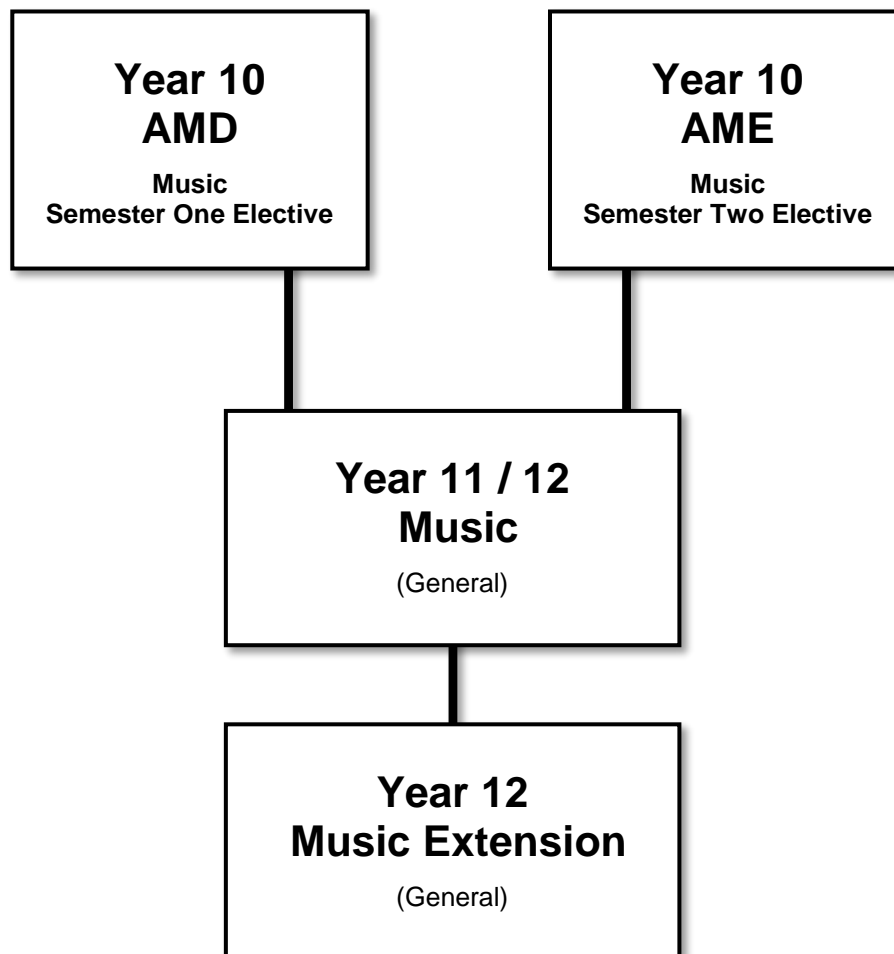 Year 10
AMD
Music
Semester One Elective
Year 10
AME
Music
Semester Two Elective
Year 11 / 12
Music
(General)
Year 12
Music Extension
(General)